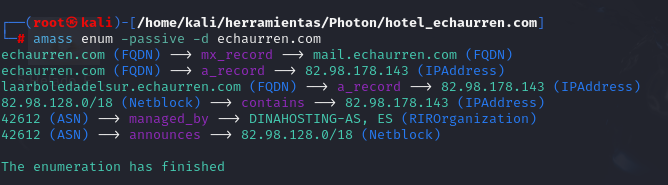 (root㉿kali)-[/home/kali/herramientas/Photon/hotel_echaurren.com]
# amass enum -passive -d echaurren.com
echaurren.com (FQDN) --> mx_record --> mail.echaurren.com (FQDN)
echaurren.com (FQDN) --> a_record --> 82.98.178.143 (IPAddress)
laarboledadelsur.echaurren.com (FQDN) --> a_record --> 82.98.178.143 (IPAddress)
82.98.128.0/18 (Netblock) --> contains --> 82.98.178.143 (IPAddress)
42612 (ASN) --> managed_by --> DINAHOSTING-AS, ES (RIROrganization)
42612 (ASN) --> announces --> 82.98.128.0/18 (Netblock)
The enumeration has finished